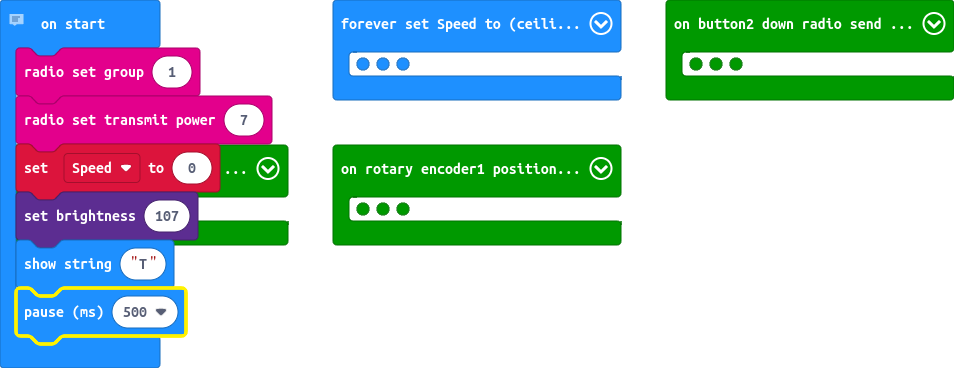 on start
radio set group 1
radio set transmit power 7
set Speed to 0
...
set brightness 107
show string "T"
pause (ms) 500
forever set Speed to (ceili...
on rotary encoder1 position...
on button2 down radio send ...